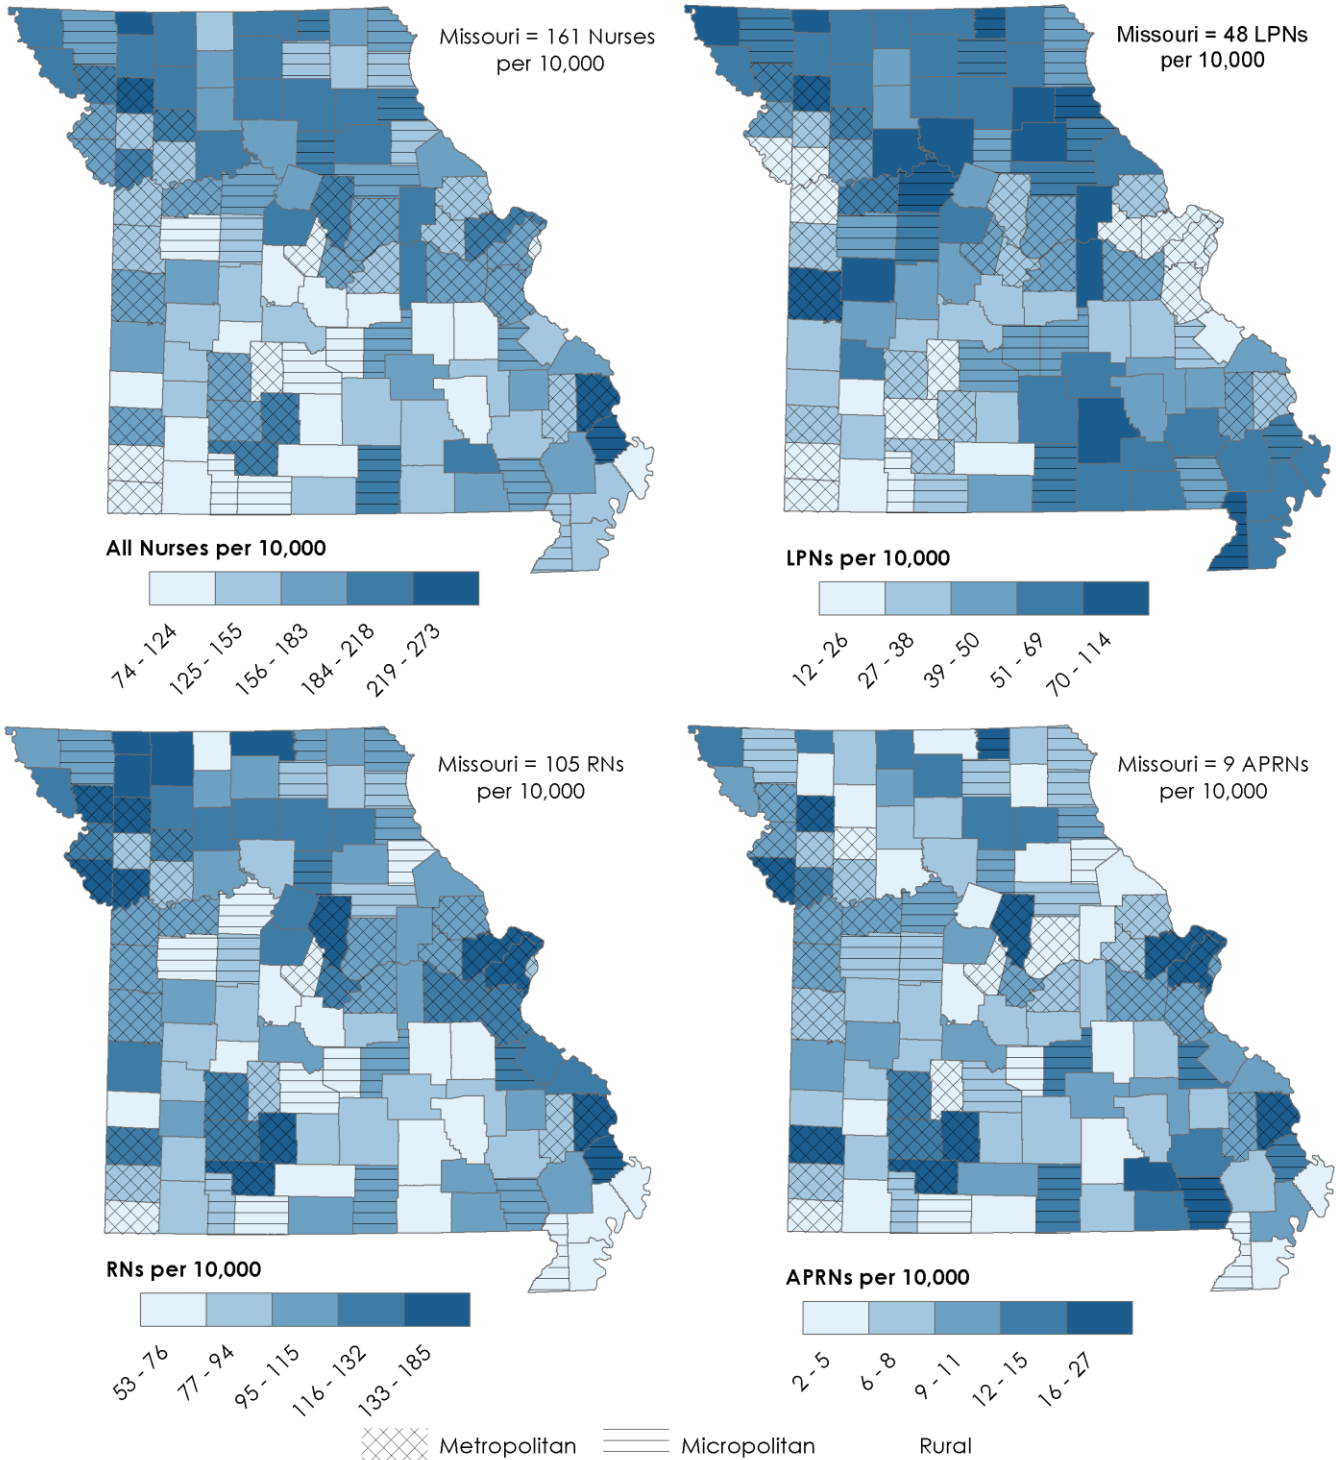 Missouri = 161 Nurses
per 10,000
Missouri = 48 LPNs
per 10,000
All Nurses per 10,000
74 - 124
125 - 155
156 - 183
184 - 218
219 - 273
LPNs per 10,000
12 - 26
27 - 38
39 - 50
51 - 69
70 - 114
Missouri = 105 RNs
per 10,000
Missouri = 9 APRNs
per 10,000
RNs per 10,000
53 - 76
77 - 94
95 - 115
116 - 132
133 - 185
APRNs per 10,000
2 - 5
6 - 8
9 - 11
12 - 15
16 - 27
Metropolitan
Micropolitan
Rural